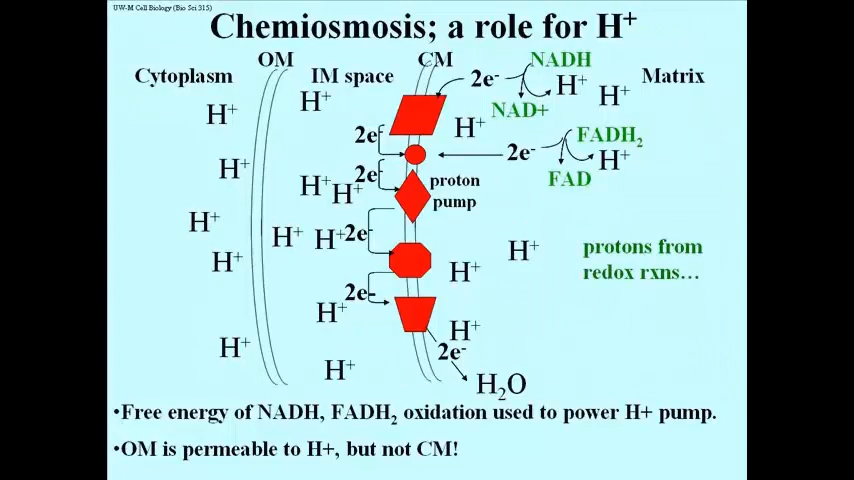 UW-M Cell Biology (Bio Sci 315)
Chemiosmosis; a role for H⁺
OM
CM
Cytoplasm
IM space
Matrix
NADH
2e⁻
H⁺
H⁺
H⁺
H⁺
NAD+
H⁺
2e⁻
FADH₂
2e⁻
H⁺
H⁺
2e⁻
FAD
proton
pump
H⁺
H⁺
H⁺
H⁺
H⁺
2e⁻
H⁺
protons from
redox rxns…
H⁺
H⁺
2e-
H⁺
H⁺
H⁺
2e⁻
H⁺
H₂O
•Free energy of NADH, FADH₂ oxidation used to power H+ pump.
•OM is permeable to H+, but not CM!